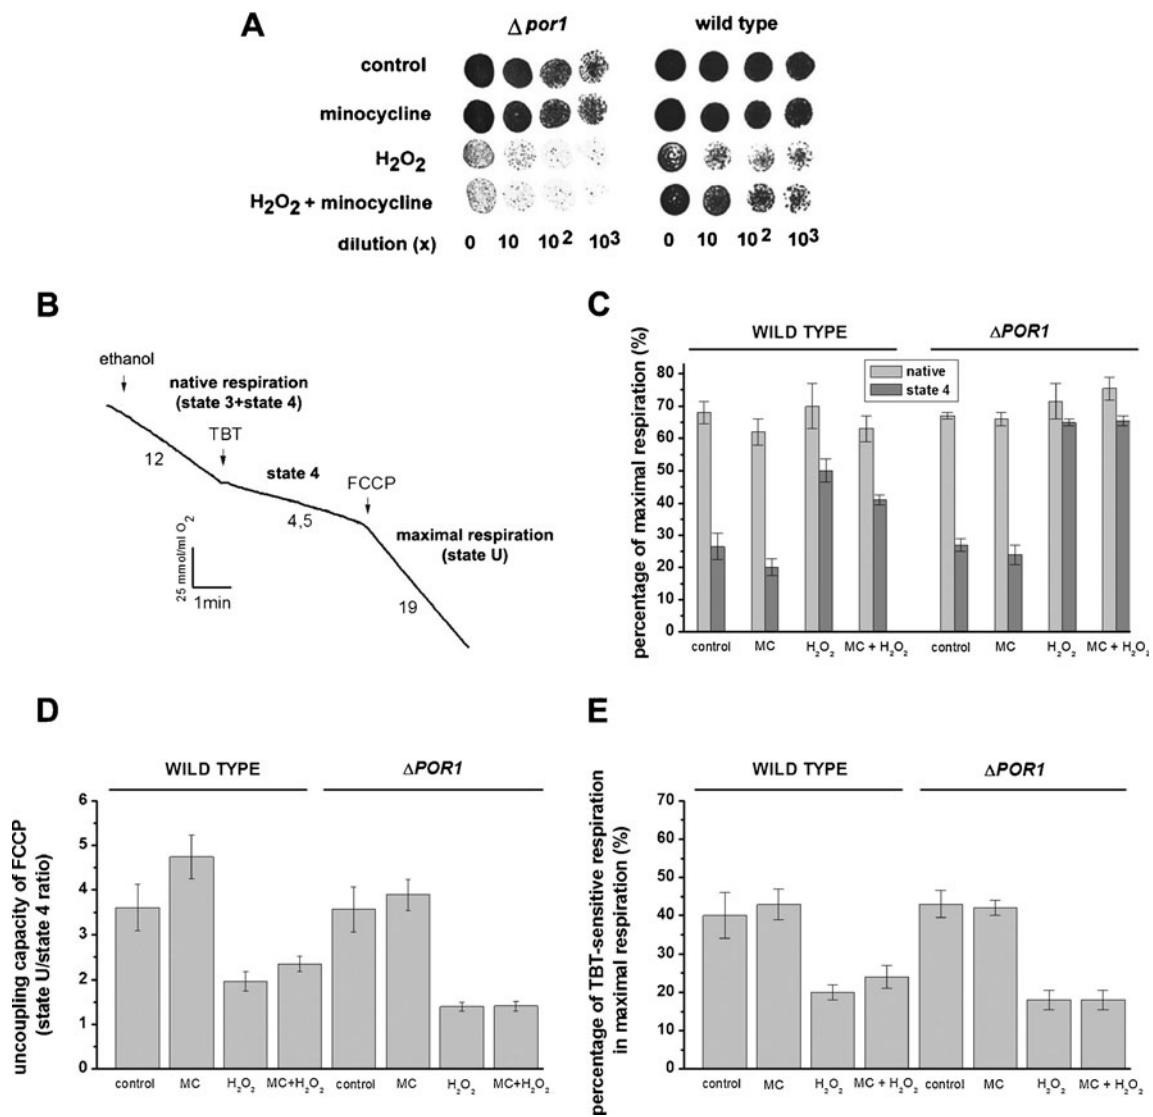 A
Δ por1
wild type
control
minocycline
H₂O₂
H₂O₂ + minocycline
dilution (x) 0 10 10² 10³ 0 10 10² 10³
B
ethanol
native respiration
(state 3+state 4)
TBT
12
state 4
FCCP
4,5
maximal respiration
(state U)
25 mmol/ml O₂
1min
19
C
WILD TYPE
ΔPOR1
percentage of maximal respiration (%)
native
state 4
80
70
60
50
40
30
20
10
0
control MC H₂O₂ MC + H₂O₂ control MC H₂O₂ MC + H₂O₂
D
WILD TYPE
ΔPOR1
uncoupling capacity of FCCP
(state U/state 4 ratio)
6
5
4
3
2
1
0
control MC H₂O₂ MC+H₂O₂ control MC H₂O₂ MC+H₂O₂
E
WILD TYPE
ΔPOR1
percentage of TBT-sensitive respiration
in maximal respiration (%)
70
60
50
40
30
20
10
0
control MC H₂O₂ MC + H₂O₂ control MC H₂O₂ MC + H₂O₂